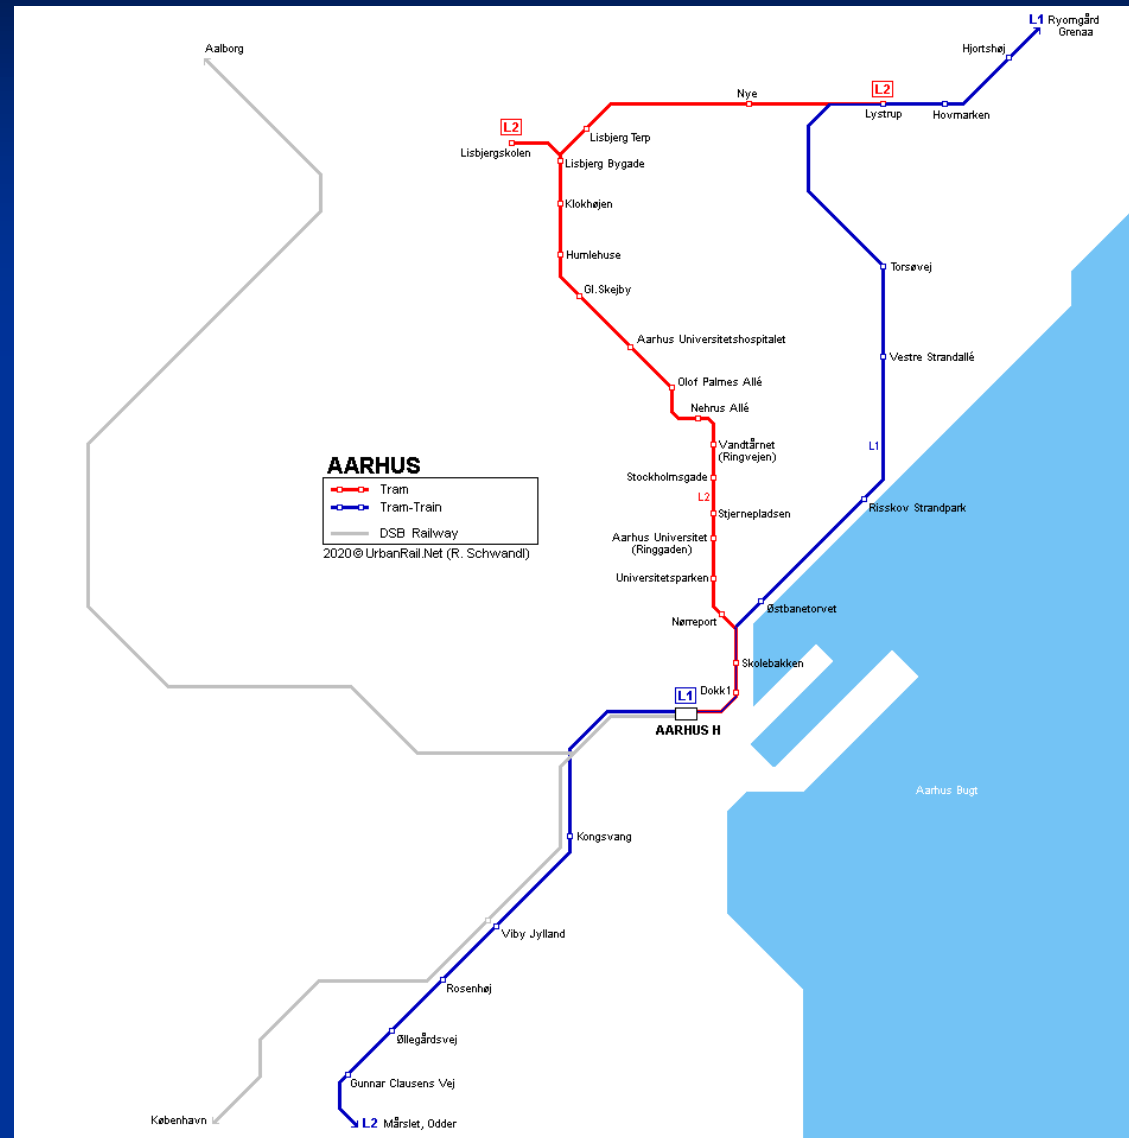 L1 Ryomgård
Grenaa
Aalborg
Hjortshøj
L2
Nye
Lystrup
Hovmarken
L2
Lisbjerg Terp
Lisbjergskolen
Lisbjerg Bygade
Klokhøjen
Humlehuse
Torsøvej
Gl.Skejby
Aarhus Universitetshospitalet
Vestre Strandallé
Olof Palmes Allé
Nehrus Allé
Vandtårnet
(Ringvejen)
L1
AARHUS
Tram
Tram-Train
DSB Railway
2020 © UrbanRail.Net (R. Schwandl)
Stockholmsgade
L2
Stjernepladsen
Risskov Strandpark
Aarhus Universitet
(Ringgaden)
Universitetsparken
Østbanetorvet
Nørreport
Skolebakken
Dokk1
L1
AARHUS H
Aarhus Bugt
Kongsvang
Viby Jylland
Rosenhøj
Øllegårdsvej
Gunnar Clausens Vej
København
L2 Mårslet, Odder